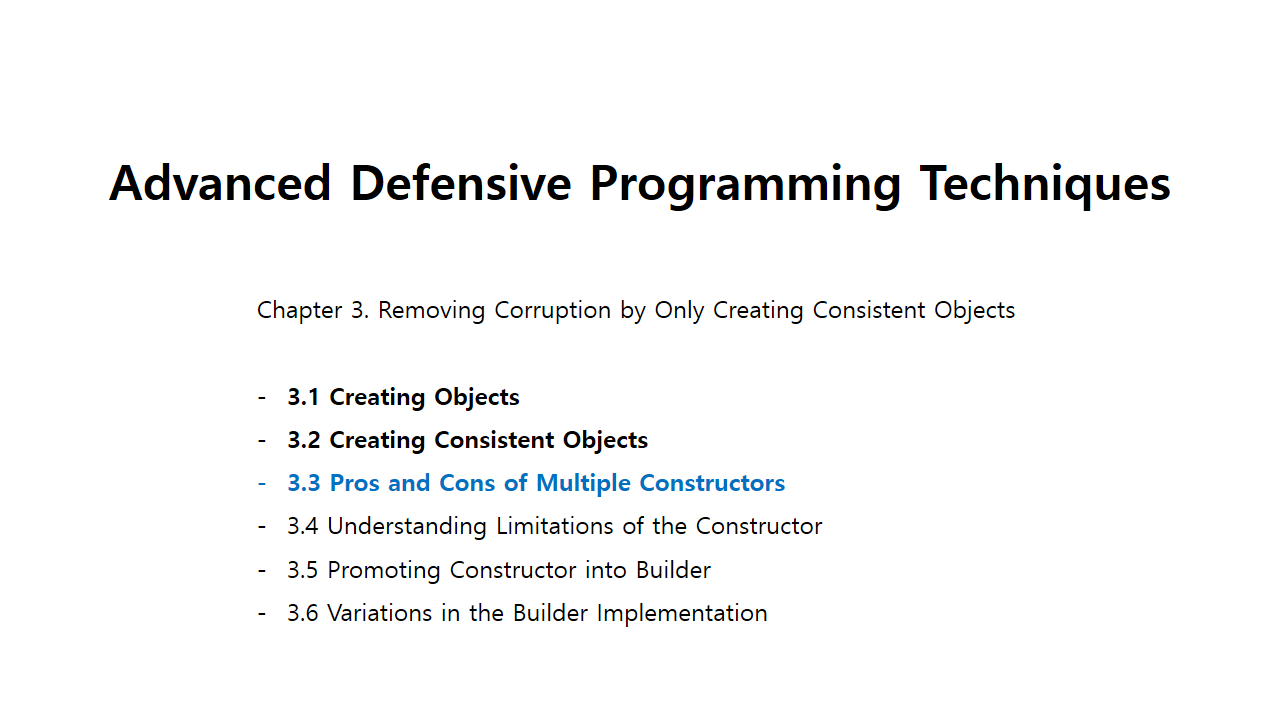 Advanced Defensive Programming Techniques
Chapter 3. Removing Corruption by Only Creating Consistent Objects
- 3.1 Creating Objects
- 3.2 Creating Consistent Objects
- 3.3 Pros and Cons of Multiple Constructors
- 3.4 Understanding Limitations of the Constructor
- 3.5 Promoting Constructor into Builder
- 3.6 Variations in the Builder Implementation